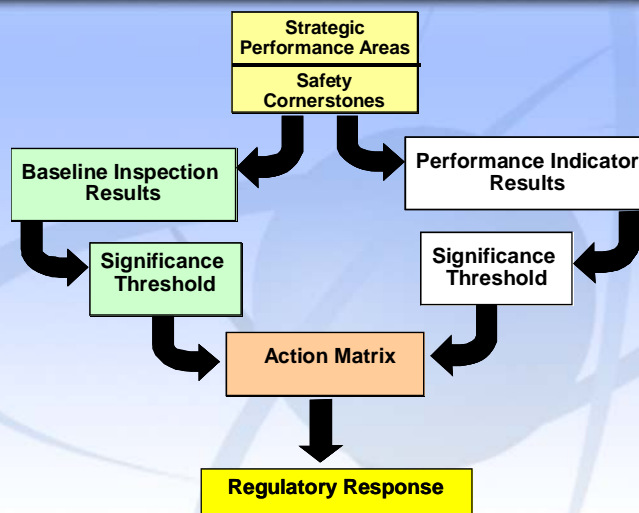 Strategic
Performance Areas
Safety
Cornerstones
Baseline Inspection
Results
Performance Indicator
Results
Significance
Threshold
Significance
Threshold
Action Matrix
Regulatory Response